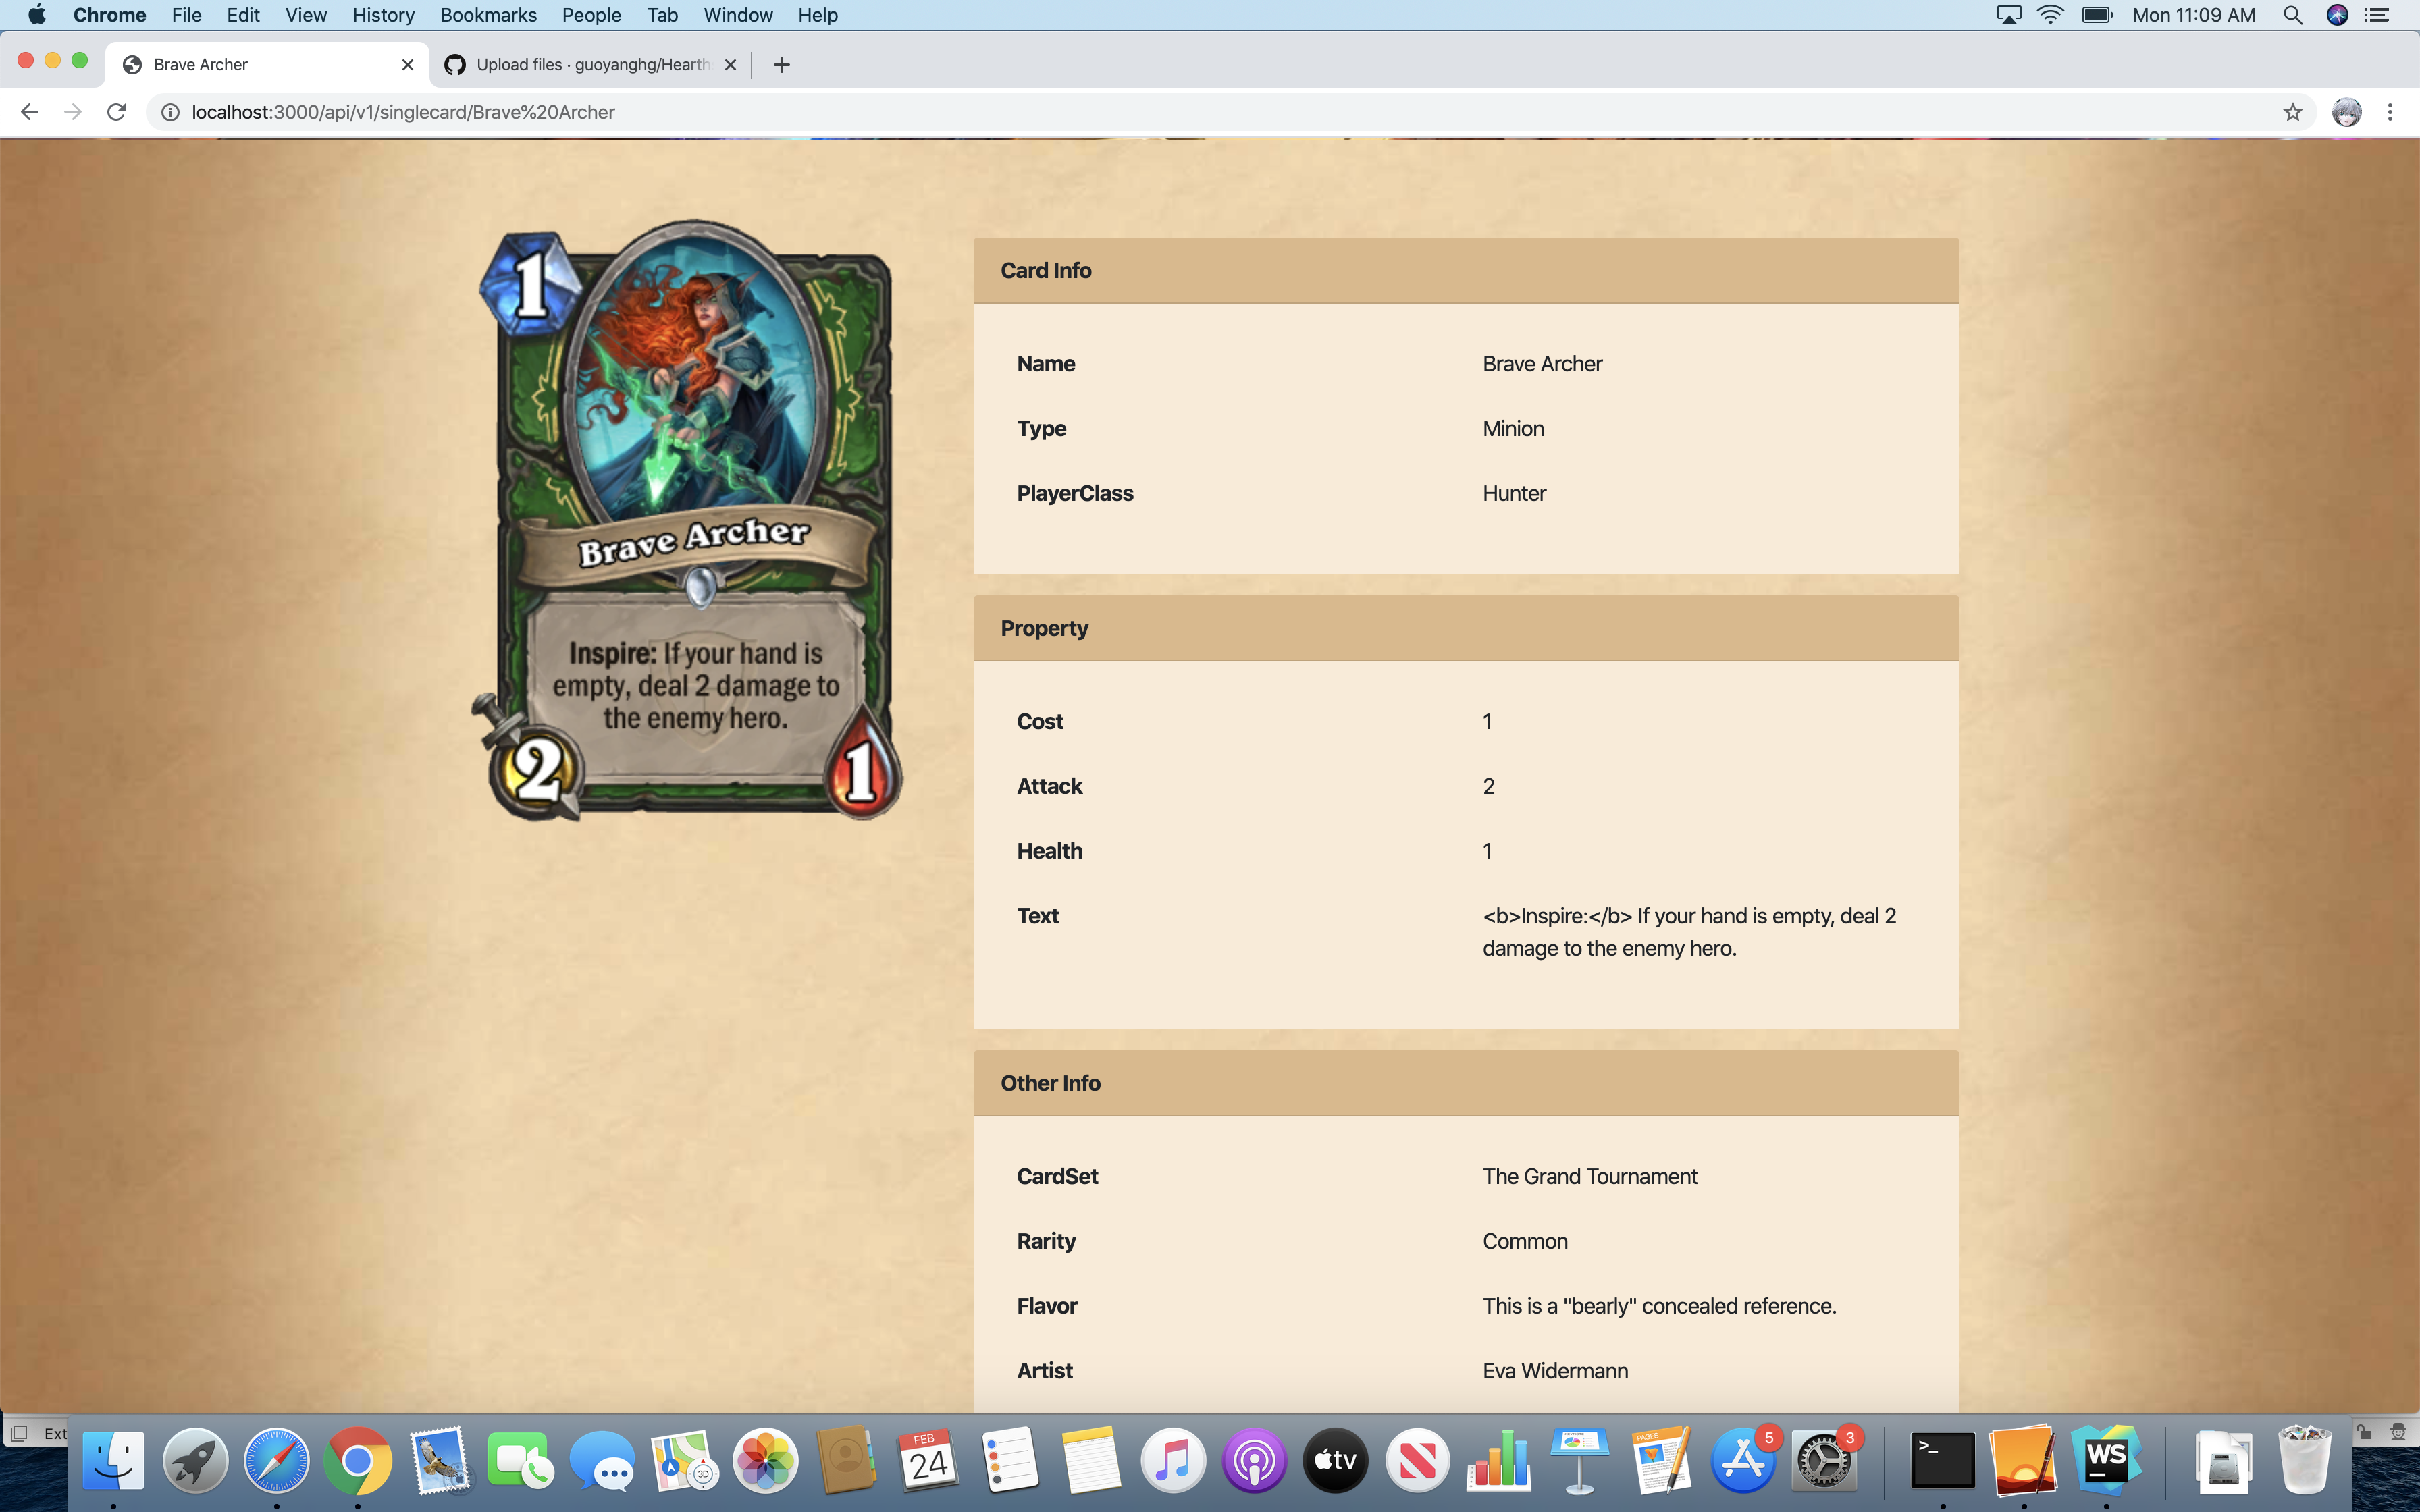 Chrome File Edit View History Bookmarks People Tab Window Help Mon 11:09 AM
Brave Archer Upload files · guoyanghg/Hearth
localhost:3000/api/v1/singlecard/Brave%20Archer
1
Brave Archer
Inspire: If your hand is
empty, deal 2 damage to
the enemy hero.
2 1
Card Info
Name Brave Archer
Type Minion
PlayerClass Hunter
Property
Cost 1
Attack 2
Health 1
Text <b>Inspire:</b> If your hand is empty, deal 2
damage to the enemy hero.
Other Info
CardSet The Grand Tournament
Rarity Common
Flavor This is a "bearly" concealed reference.
Artist Eva Widermann
Ext
3D
FEB
24
tv
PAGES
5
3
>_
WS